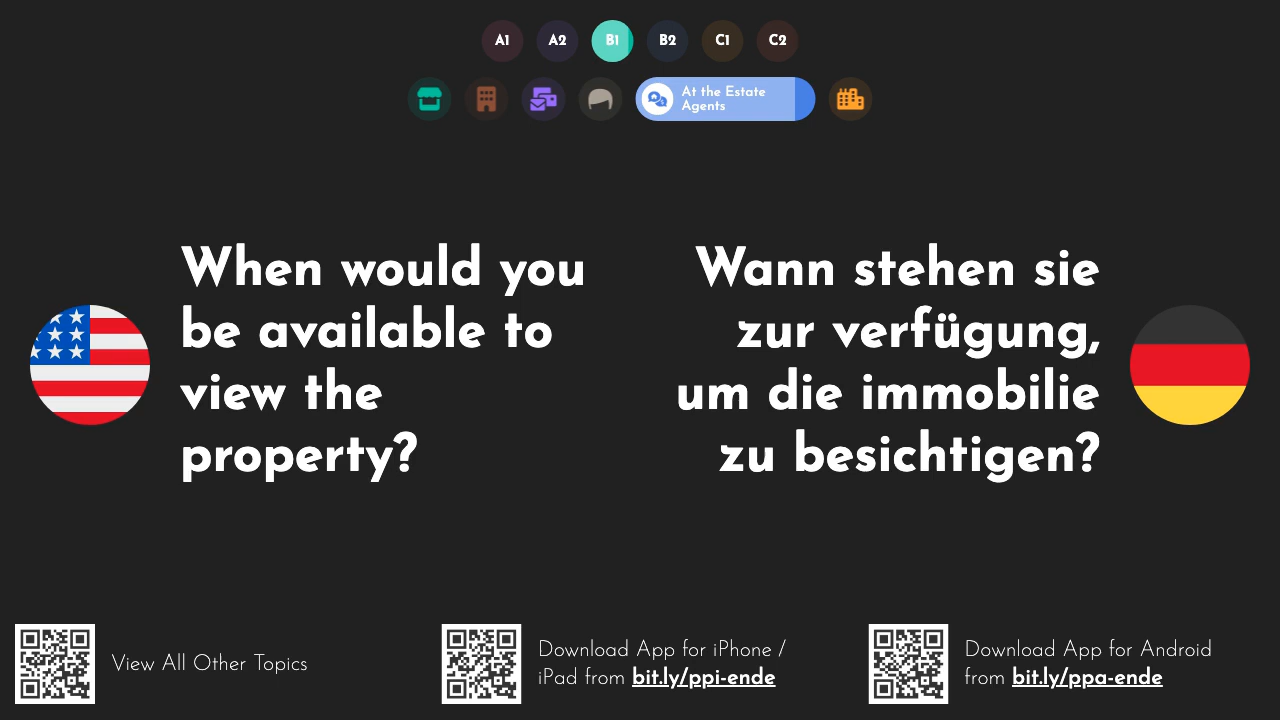 A1 A2 B1 B2 C1 C2
At the Estate
Agents
When would you
be available to
view the
property?
Wann stehen sie
zur verfügung,
um die immobilie
zu besichtigen?
View All Other Topics
Download App for iPhone /
iPad from bit.ly/ppi-ende
Download App for Android
from bit.ly/ppa-ende